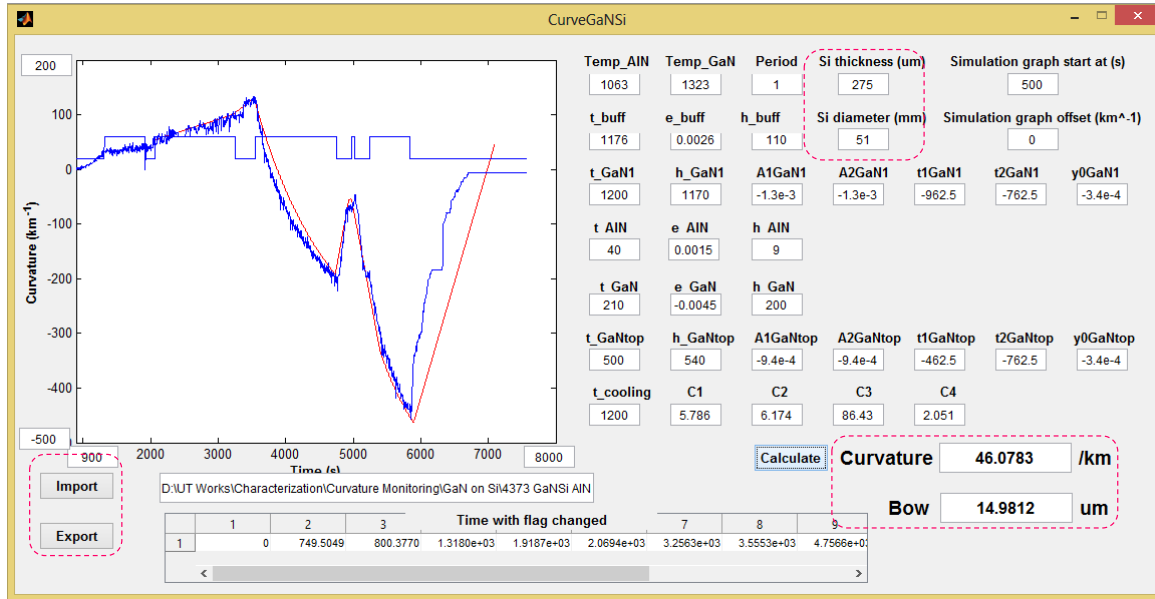 CurveGaNSi
200
100
0
-100
-200
-300
-400
-500
Curvature (km-1)
900 2000 3000 4000 5000 6000 7000 8000
Time (s)
Temp_AlN Temp_GaN Period Si thickness (um) Simulation graph start at (s)
1063 1323 1 275 500
t_buff e_buff h_buff Si diameter (mm) Simulation graph offset (km^-1)
1176 0.0026 110 51 0
t_GaN1 h_GaN1 A1GaN1 A2GaN1 t1GaN1 t2GaN1 y0GaN1
1200 1170 -1.3e-3 -1.3e-3 -962.5 -762.5 -3.4e-4
t_AlN e_AlN h_AlN
40 0.0015 9
t_GaN e_GaN h_GaN
210 -0.0045 200
t_GaNtop h_GaNtop A1GaNtop A2GaNtop t1GaNtop t2GaNtop y0GaNtop
500 540 -9.4e-4 -9.4e-4 -462.5 -762.5 -3.4e-4
t_cooling C1 C2 C3 C4
1200 5.786 6.174 86.43 2.051
Calculate Curvature 46.0783 /km
Bow 14.9812 um
Import
Export
D:\UT Works\Characterization\Curvature Monitoring\GaN on Si\4373 GaNSi AlN
1 2 3 Time with flag changed 7 8 9
1 0 749.5049 800.3770 1.3180e+03 1.9187e+03 2.0694e+03 3.2563e+03 3.5553e+03 4.7566e+03